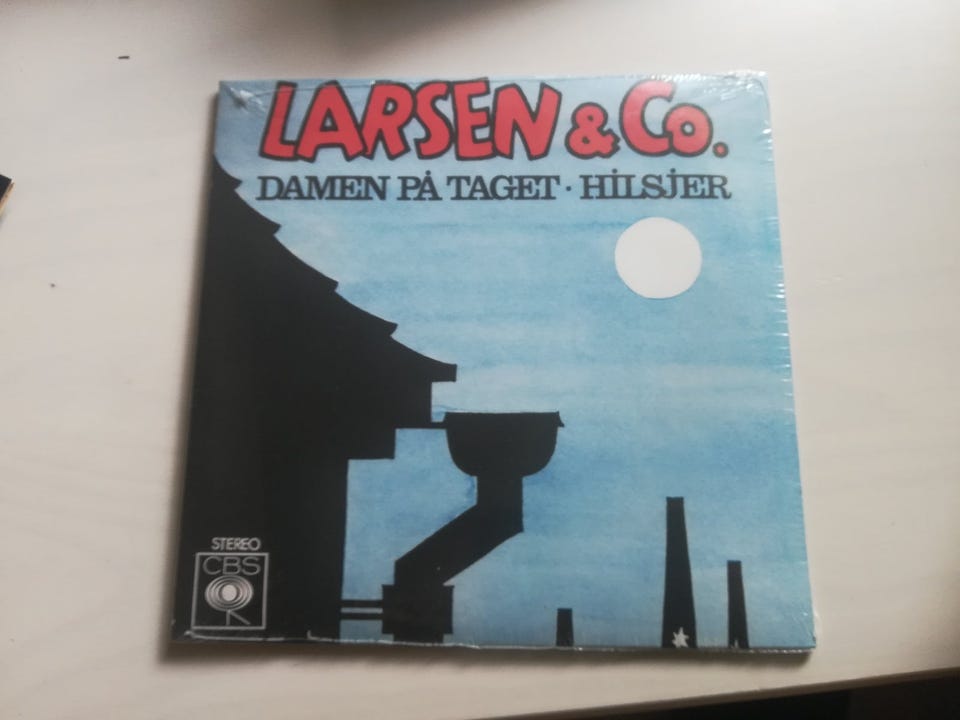 LARSEN & Co.
DAMEN PÅ TAGET · HiLSjER
STEREO
CBS